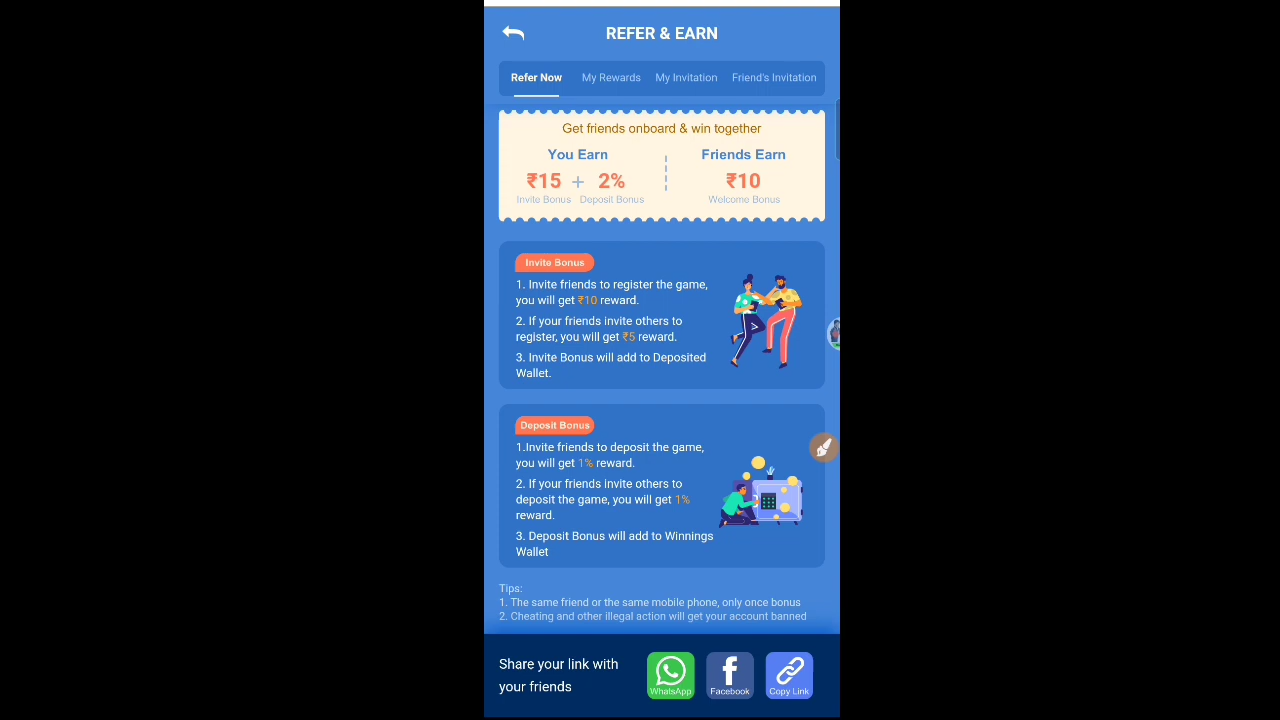 REFER & EARN
Refer Now My Rewards My Invitation Friend's Invitation
Get friends onboard & win together
You Earn Friends Earn
₹15 + 2% ₹10
Invite Bonus Deposit Bonus Welcome Bonus
Invite Bonus
1. Invite friends to register the game,
you will get ₹10 reward.
2. If your friends invite others to
register, you will get ₹5 reward.
3. Invite Bonus will add to Deposited
Wallet.
Deposit Bonus
1.Invite friends to deposit the game,
you will get 1% reward.
2. If your friends invite others to
deposit the game, you will get 1%
reward.
3. Deposit Bonus will add to Winnings
Wallet
Tips:
1. The same friend or the same mobile phone, only once bonus
2. Cheating and other illegal action will get your account banned
Share your link with
your friends
WhatsApp Facebook Copy Link